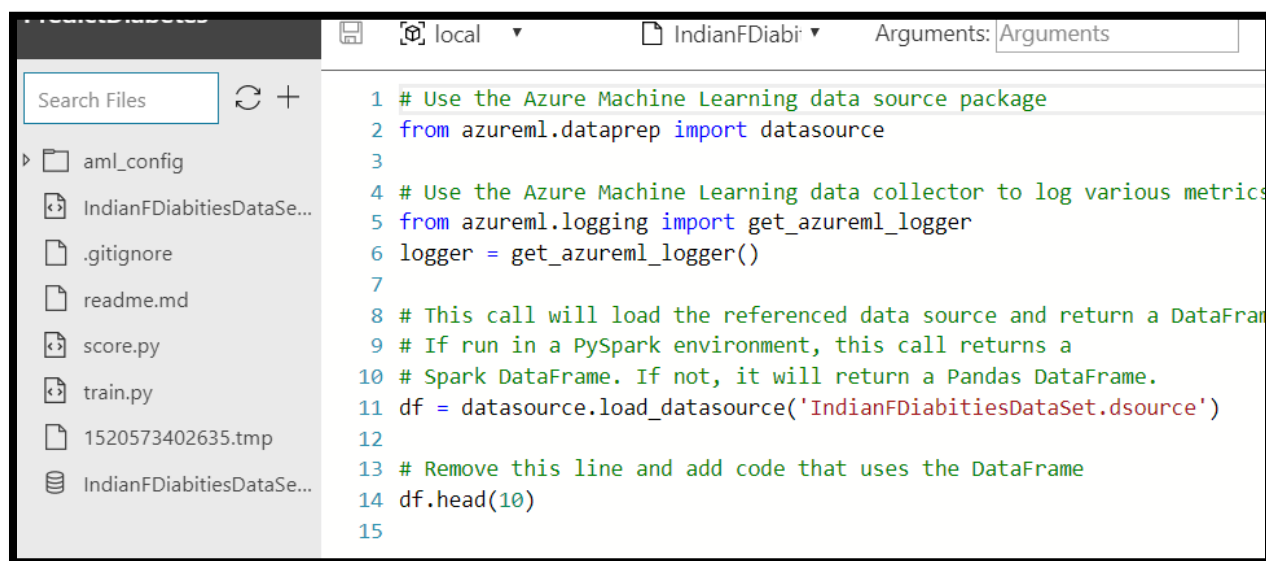 PredictDiabetes
local
IndianFDiabi
Arguments: Arguments
Search Files
aml_config
IndianFDiabitiesDataSe...
.gitignore
readme.md
score.py
train.py
1520573402635.tmp
IndianFDiabitiesDataSe...
1 # Use the Azure Machine Learning data source package
2 from azureml.dataprep import datasource
3
4 # Use the Azure Machine Learning data collector to log various metrics
5 from azureml.logging import get_azureml_logger
6 logger = get_azureml_logger()
7
8 # This call will load the referenced data source and return a DataFram
9 # If run in a PySpark environment, this call returns a
10 # Spark DataFrame. If not, it will return a Pandas DataFrame.
11 df = datasource.load_datasource('IndianFDiabitiesDataSet.dsource')
12
13 # Remove this line and add code that uses the DataFrame
14 df.head(10)
15